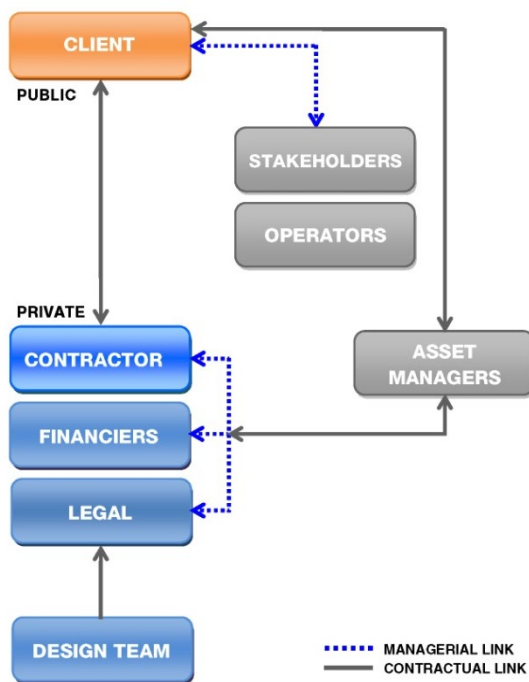 CLIENT
PUBLIC
STAKEHOLDERS
OPERATORS
PRIVATE
CONTRACTOR
ASSET
MANAGERS
FINANCIERS
LEGAL
DESIGN TEAM
MANAGERIAL LINK
CONTRACTUAL LINK